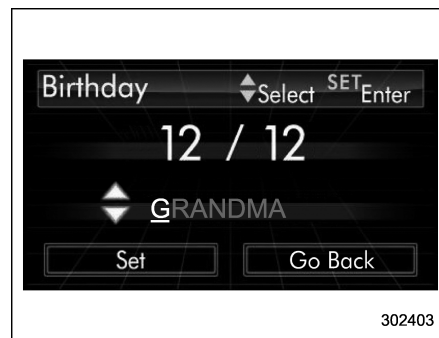 Birthday Select SET Enter
12 / 12
GRANDMA
Set Go Back
302403